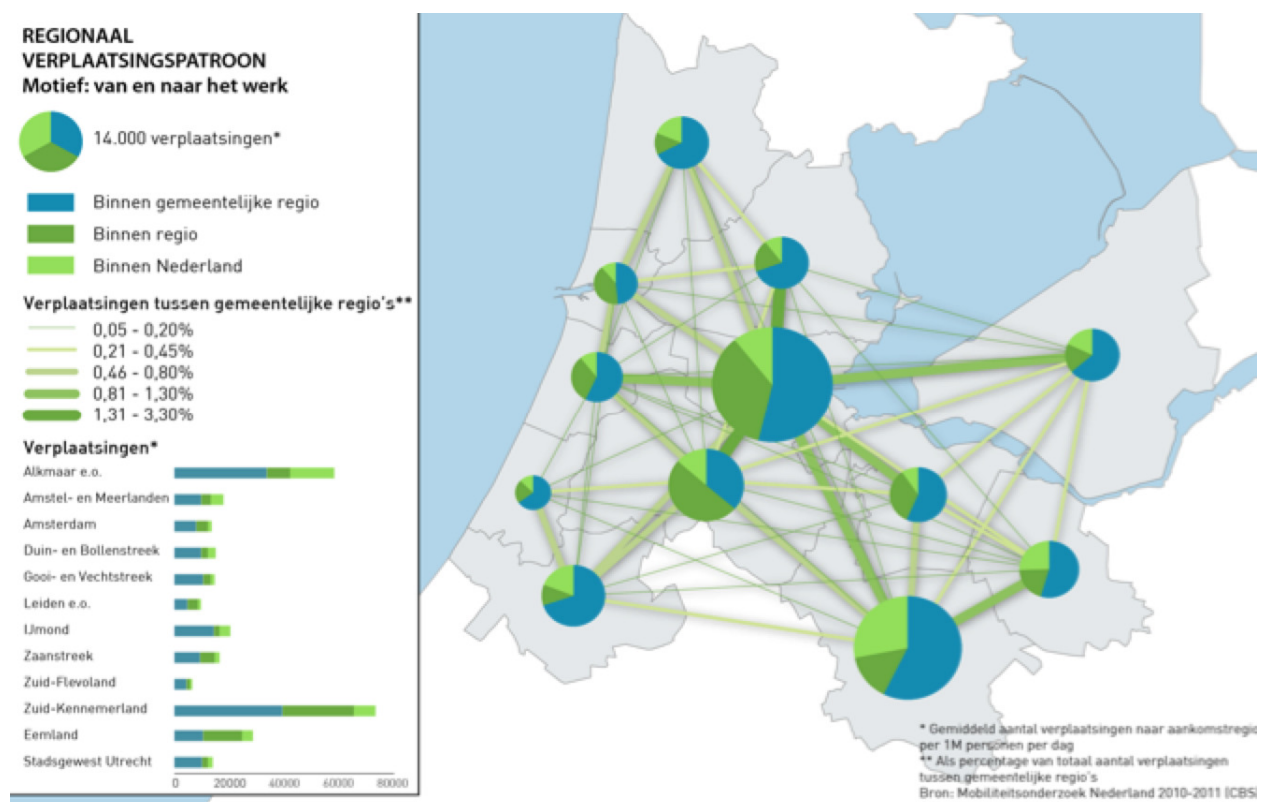 REGIONAAL
VERPLAATSINGSPATROON
Motief: van en naar het werk
14.000 verplaatsingen*
Binnen gemeentelijke regio
Binnen regio
Binnen Nederland
Verplaatsingen tussen gemeentelijke regio's**
0,05 - 0,20%
0,21 - 0,45%
0,46 - 0,80%
0,81 - 1,30%
1,31 - 3,30%
Verplaatsingen*
Alkmaar e.o.
Amstel- en Meerlanden
Amsterdam
Duin- en Bollenstreek
Gooi- en Vechtstreek
Leiden e.o.
IJmond
Zaanstreek
Zuid-Flevoland
Zuid-Kennemerland
Eemland
Stadsgewest Utrecht
0 20000 40000 60000 80000
* Gemiddeld aantal verplaatsingen naar aankomstregio
per 1M personen per dag
** Als percentage van totaal aantal verplaatsingen
tussen gemeentelijke regio's
Bron: Mobiliteitsonderzoek Nederland 2010-2011 (CBS)